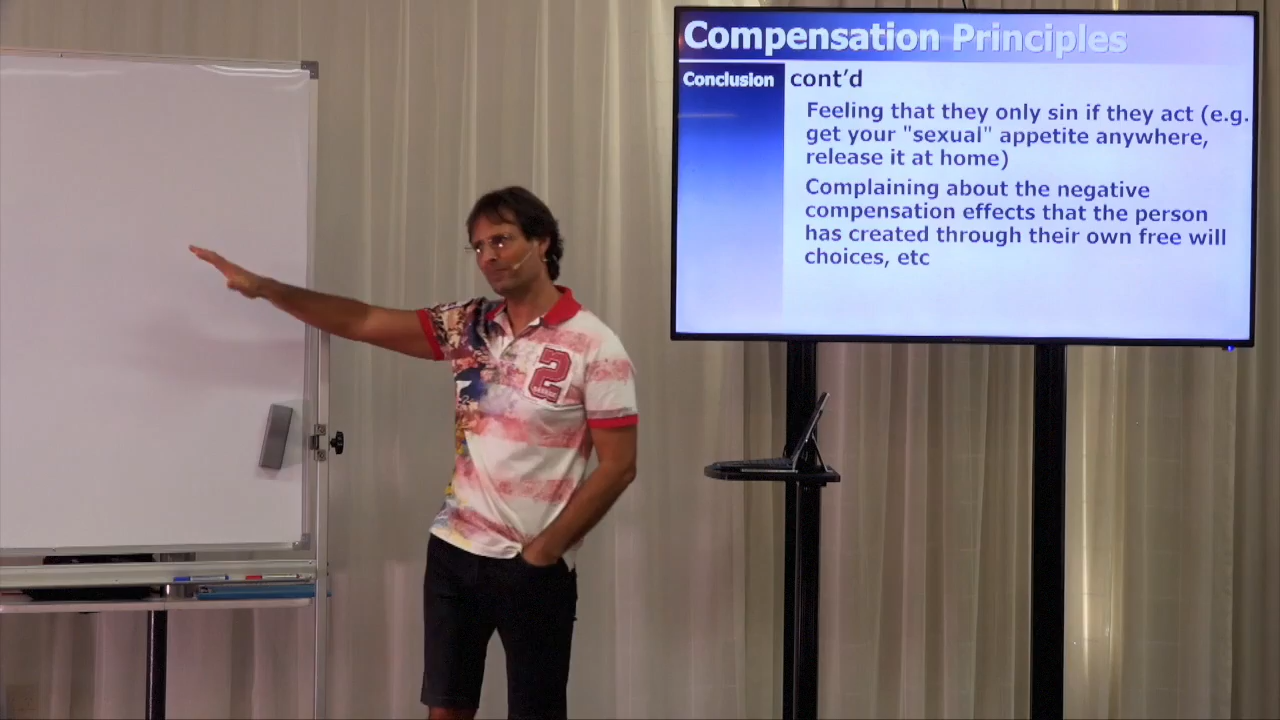 Compensation Principles
Conclusion
cont'd
Feeling that they only sin if they act (e.g.
get your "sexual" appetite anywhere,
release it at home)
Complaining about the negative
compensation effects that the person
has created through their own free will
choices, etc
2